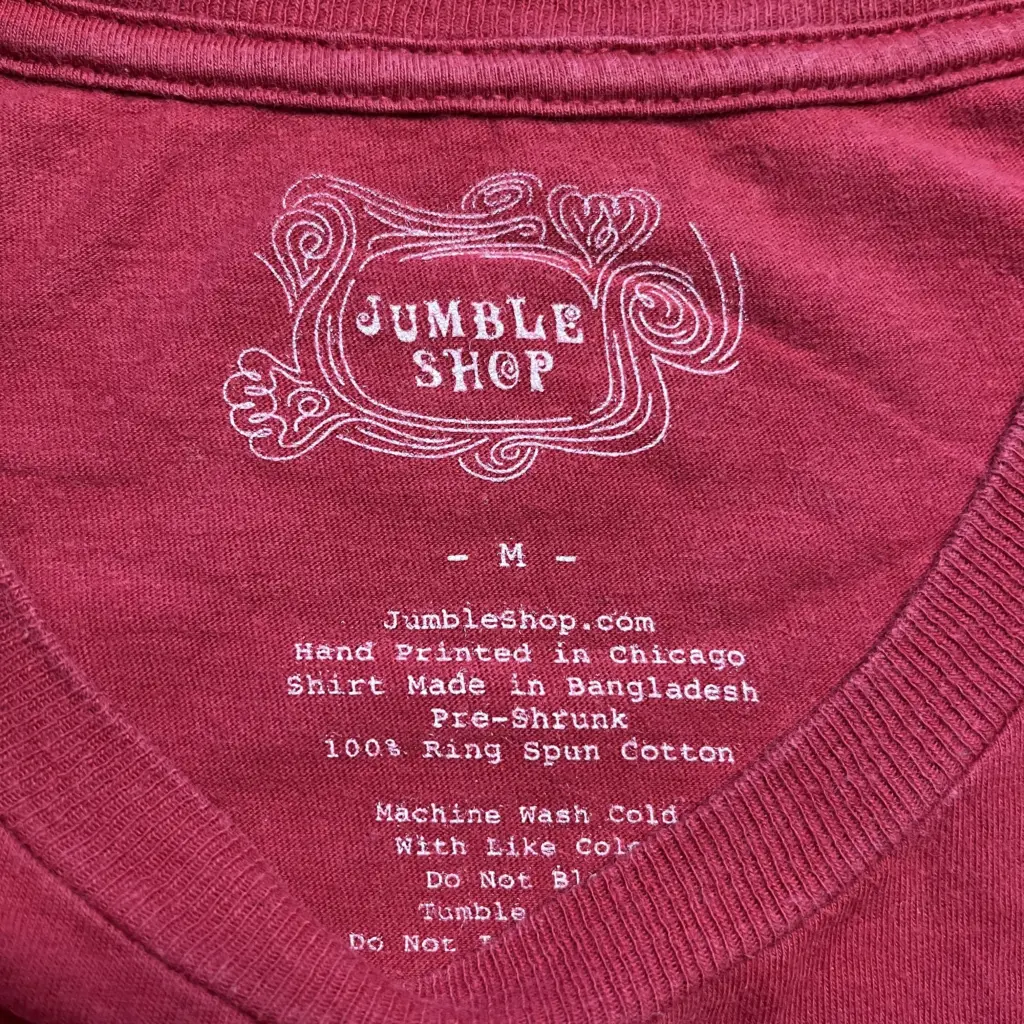 JUMBLE
SHOP
- M -
JumbleShop.com
Hand Printed in Chicago
Shirt Made in Bangladesh
Pre-Shrunk
100% Ring Spun Cotton
Machine Wash Cold
With Like
Do Not
Tumble
Do Not